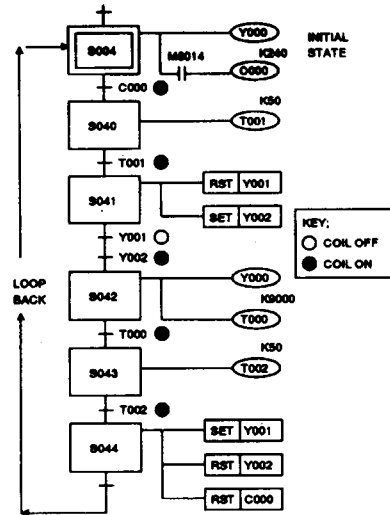 Y000
INITIAL
STATE
S004
M8014
K240
O000
C000
K50
S040
T001
T001
S041
RST Y001
SET Y002
KEY;
COIL OFF
COIL ON
Y001
Y002
LOOP
BACK
S042
Y000
K9000
T000
T000
K50
S043
T002
T002
S044
SET Y001
RST Y002
RST C000